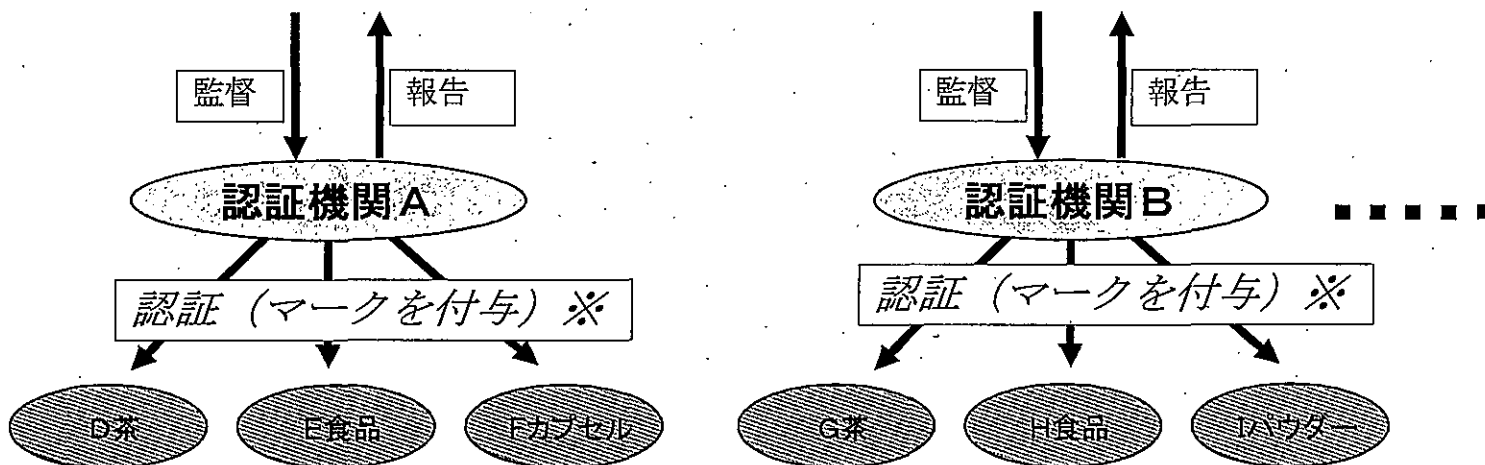 監督
報告
監督
報告
認証機関A
認証機関B
認証(マークを付与)※
認証(マークを付与)※
D茶
E食品
Fカプセル
G茶
H食品
Iパウダー